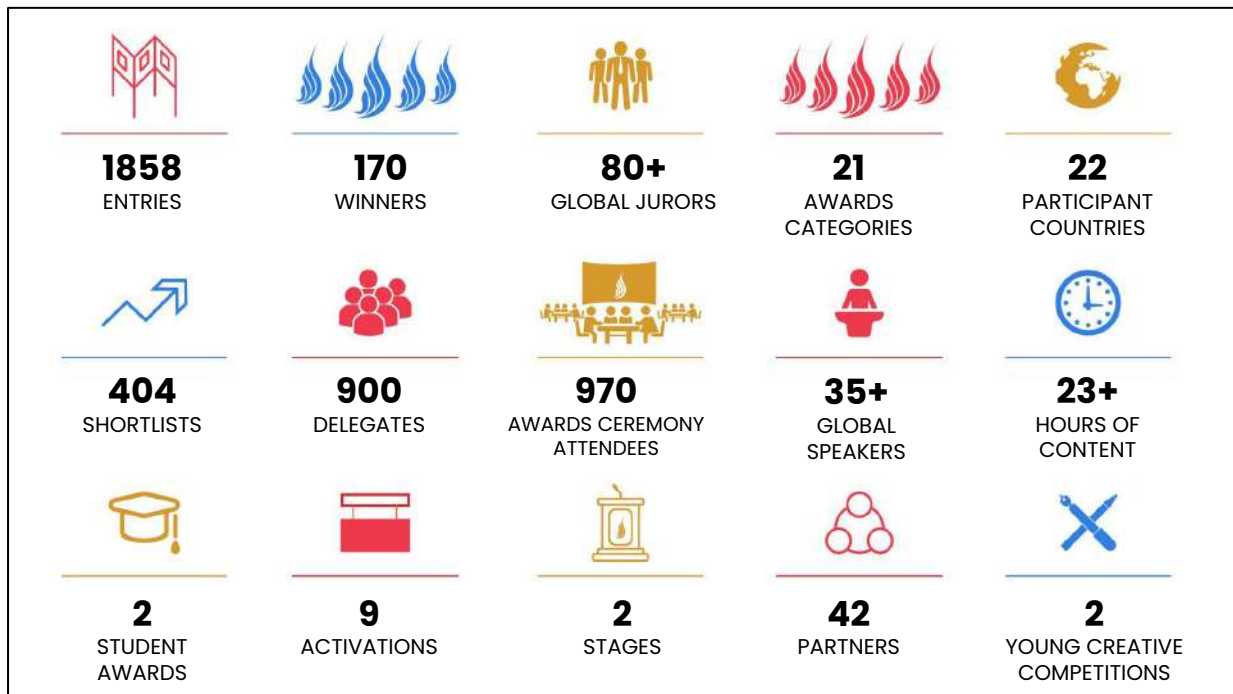 1858
ENTRIES
170
WINNERS
80+
GLOBAL JURORS
21
AWARDS
CATEGORIES
22
PARTICIPANT
COUNTRIES
404
SHORTLISTS
900
DELEGATES
970
AWARDS CEREMONY
ATTENDEES
35+
GLOBAL
SPEAKERS
23+
HOURS OF
CONTENT
2
STUDENT
AWARDS
9
ACTIVATIONS
2
STAGES
42
PARTNERS
2
YOUNG CREATIVE
COMPETITIONS